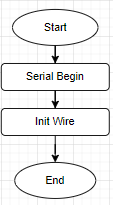 Start
Serial Begin
Init Wire
End